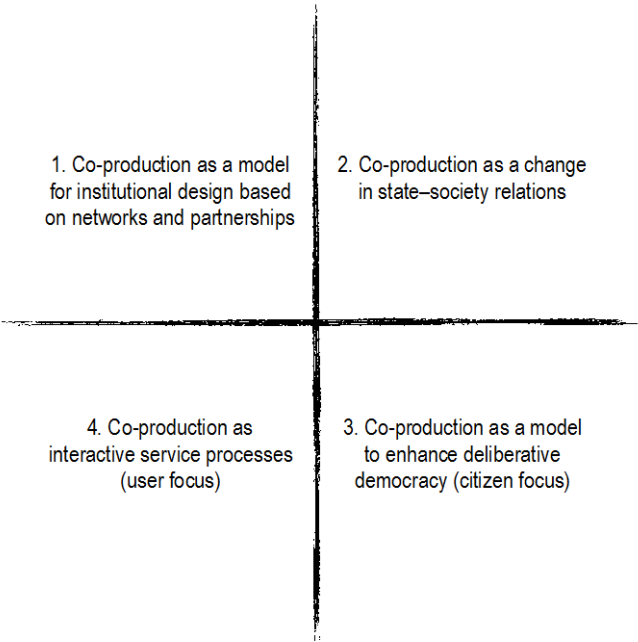 1. Co-production as a model
for institutional design based
on networks and partnerships
2. Co-production as a change
in state–society relations
4. Co-production as
interactive service processes
(user focus)
3. Co-production as a model
to enhance deliberative
democracy (citizen focus)